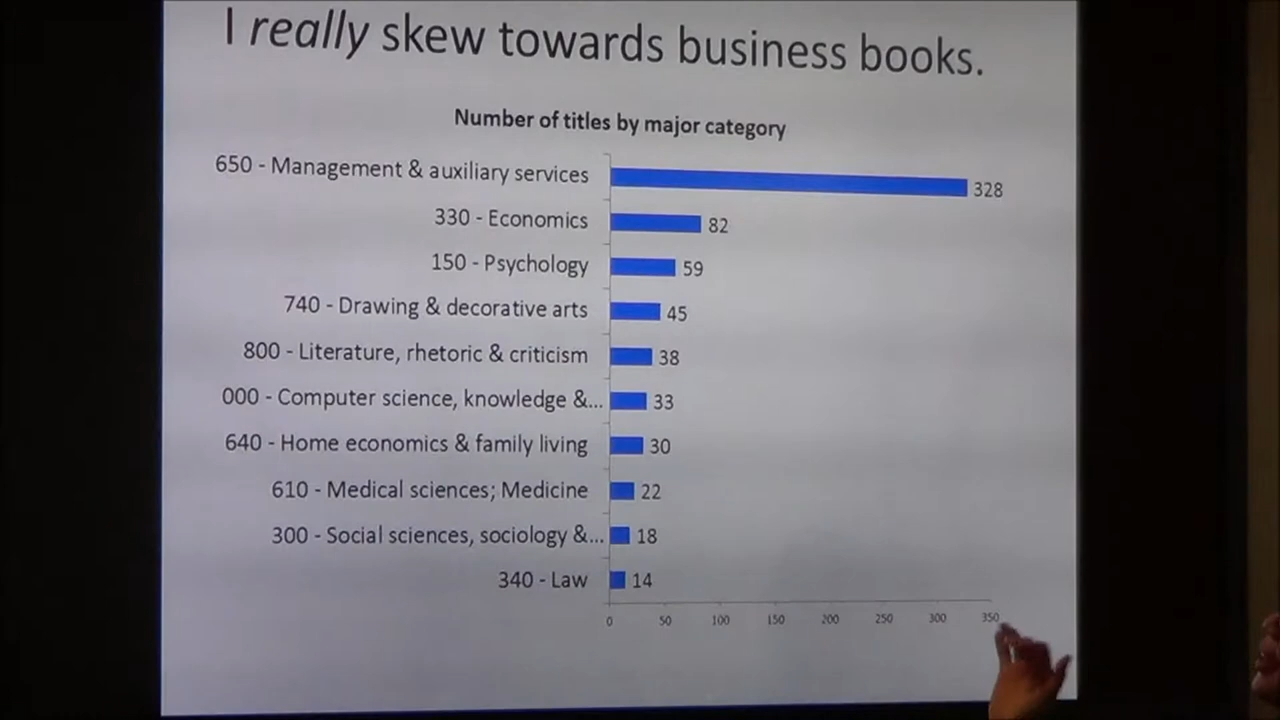 I really skew towards business books.
Number of titles by major category
650 - Management & auxiliary services 328
330 - Economics 82
150 - Psychology 59
740 - Drawing & decorative arts 45
800 - Literature, rhetoric & criticism 38
000 - Computer science, knowledge &... 33
640 - Home economics & family living 30
610 - Medical sciences; Medicine 22
300 - Social sciences, sociology &... 18
340 - Law 14
0 50 100 150 200 250 300 350